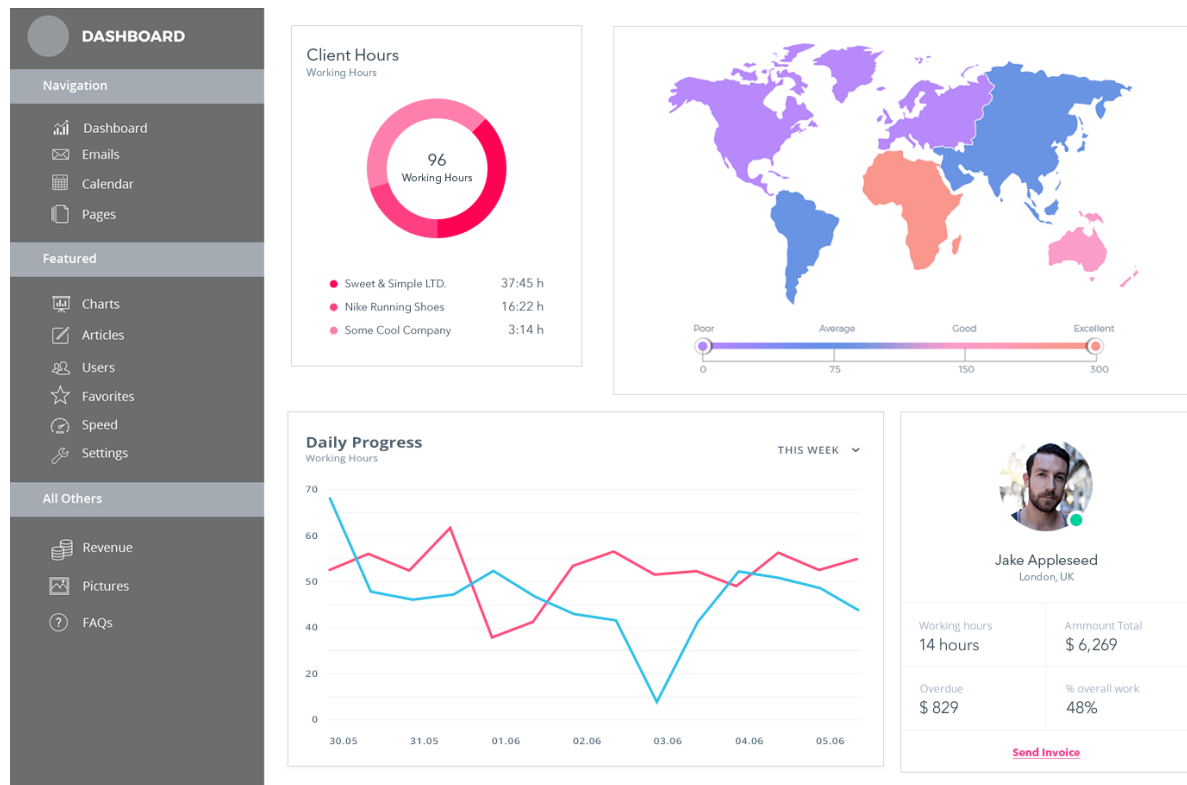 DASHBOARD
Navigation
Dashboard
Emails
Calendar
Pages
Featured
Charts
Articles
Users
Favorites
Speed
Settings
All Others
Revenue
Pictures
FAQs
Client Hours
Working Hours
96
Working Hours
Sweet & Simple LTD. 37:45 h
Nike Running Shoes 16:22 h
Some Cool Company 3:14 h
Poor Average Good Excellent
0 75 150 300
Daily Progress
Working Hours
THIS WEEK
70
60
50
40
20
0
30.05 31.05 01.06 02.06 03.06 04.06 05.06
Jake Appleseed
London, UK
Working hours
14 hours
Ammount Total
$ 6,269
Overdue
$ 829
% overall work
48%
Send Invoice